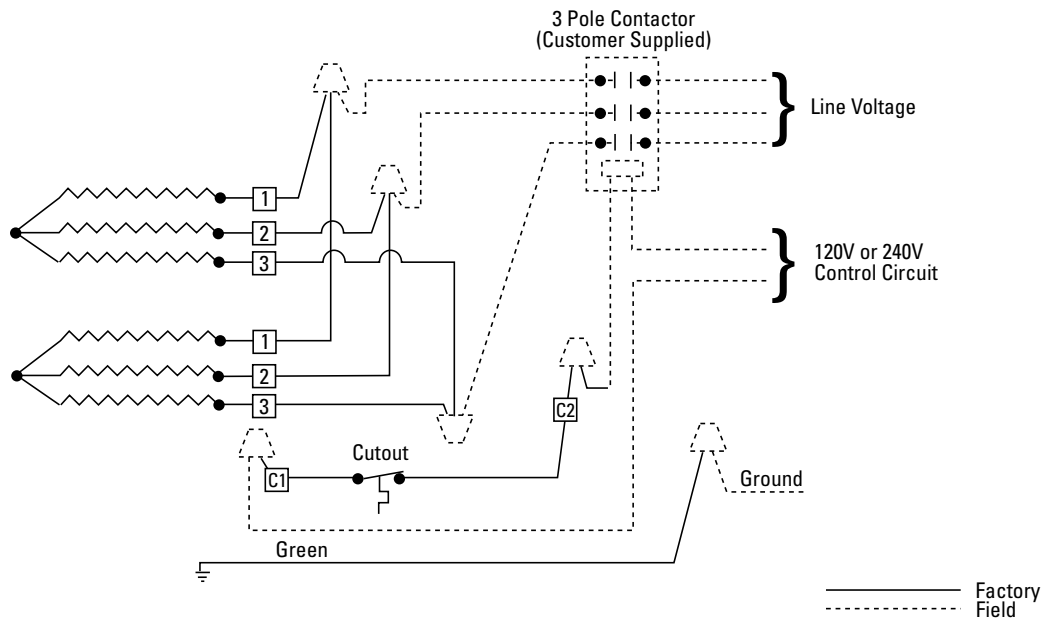 3 Pole Contactor
(Customer Supplied)
Line Voltage
1
2
3
120V or 240V
Control Circuit
1
2
3
C2
Cutout
C1
Ground
Green
Factory
Field